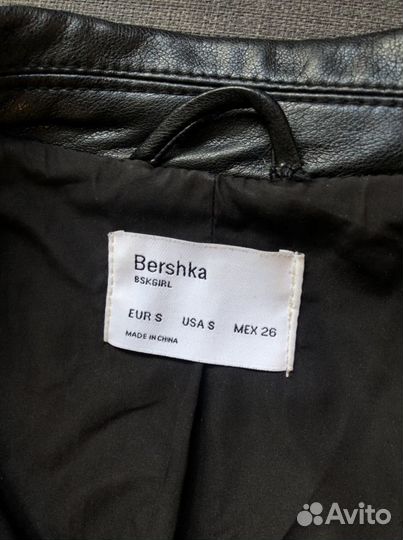 Bershka
BSKGIRL
EUR S USA S MEX 26
MADE IN CHINA
Avito